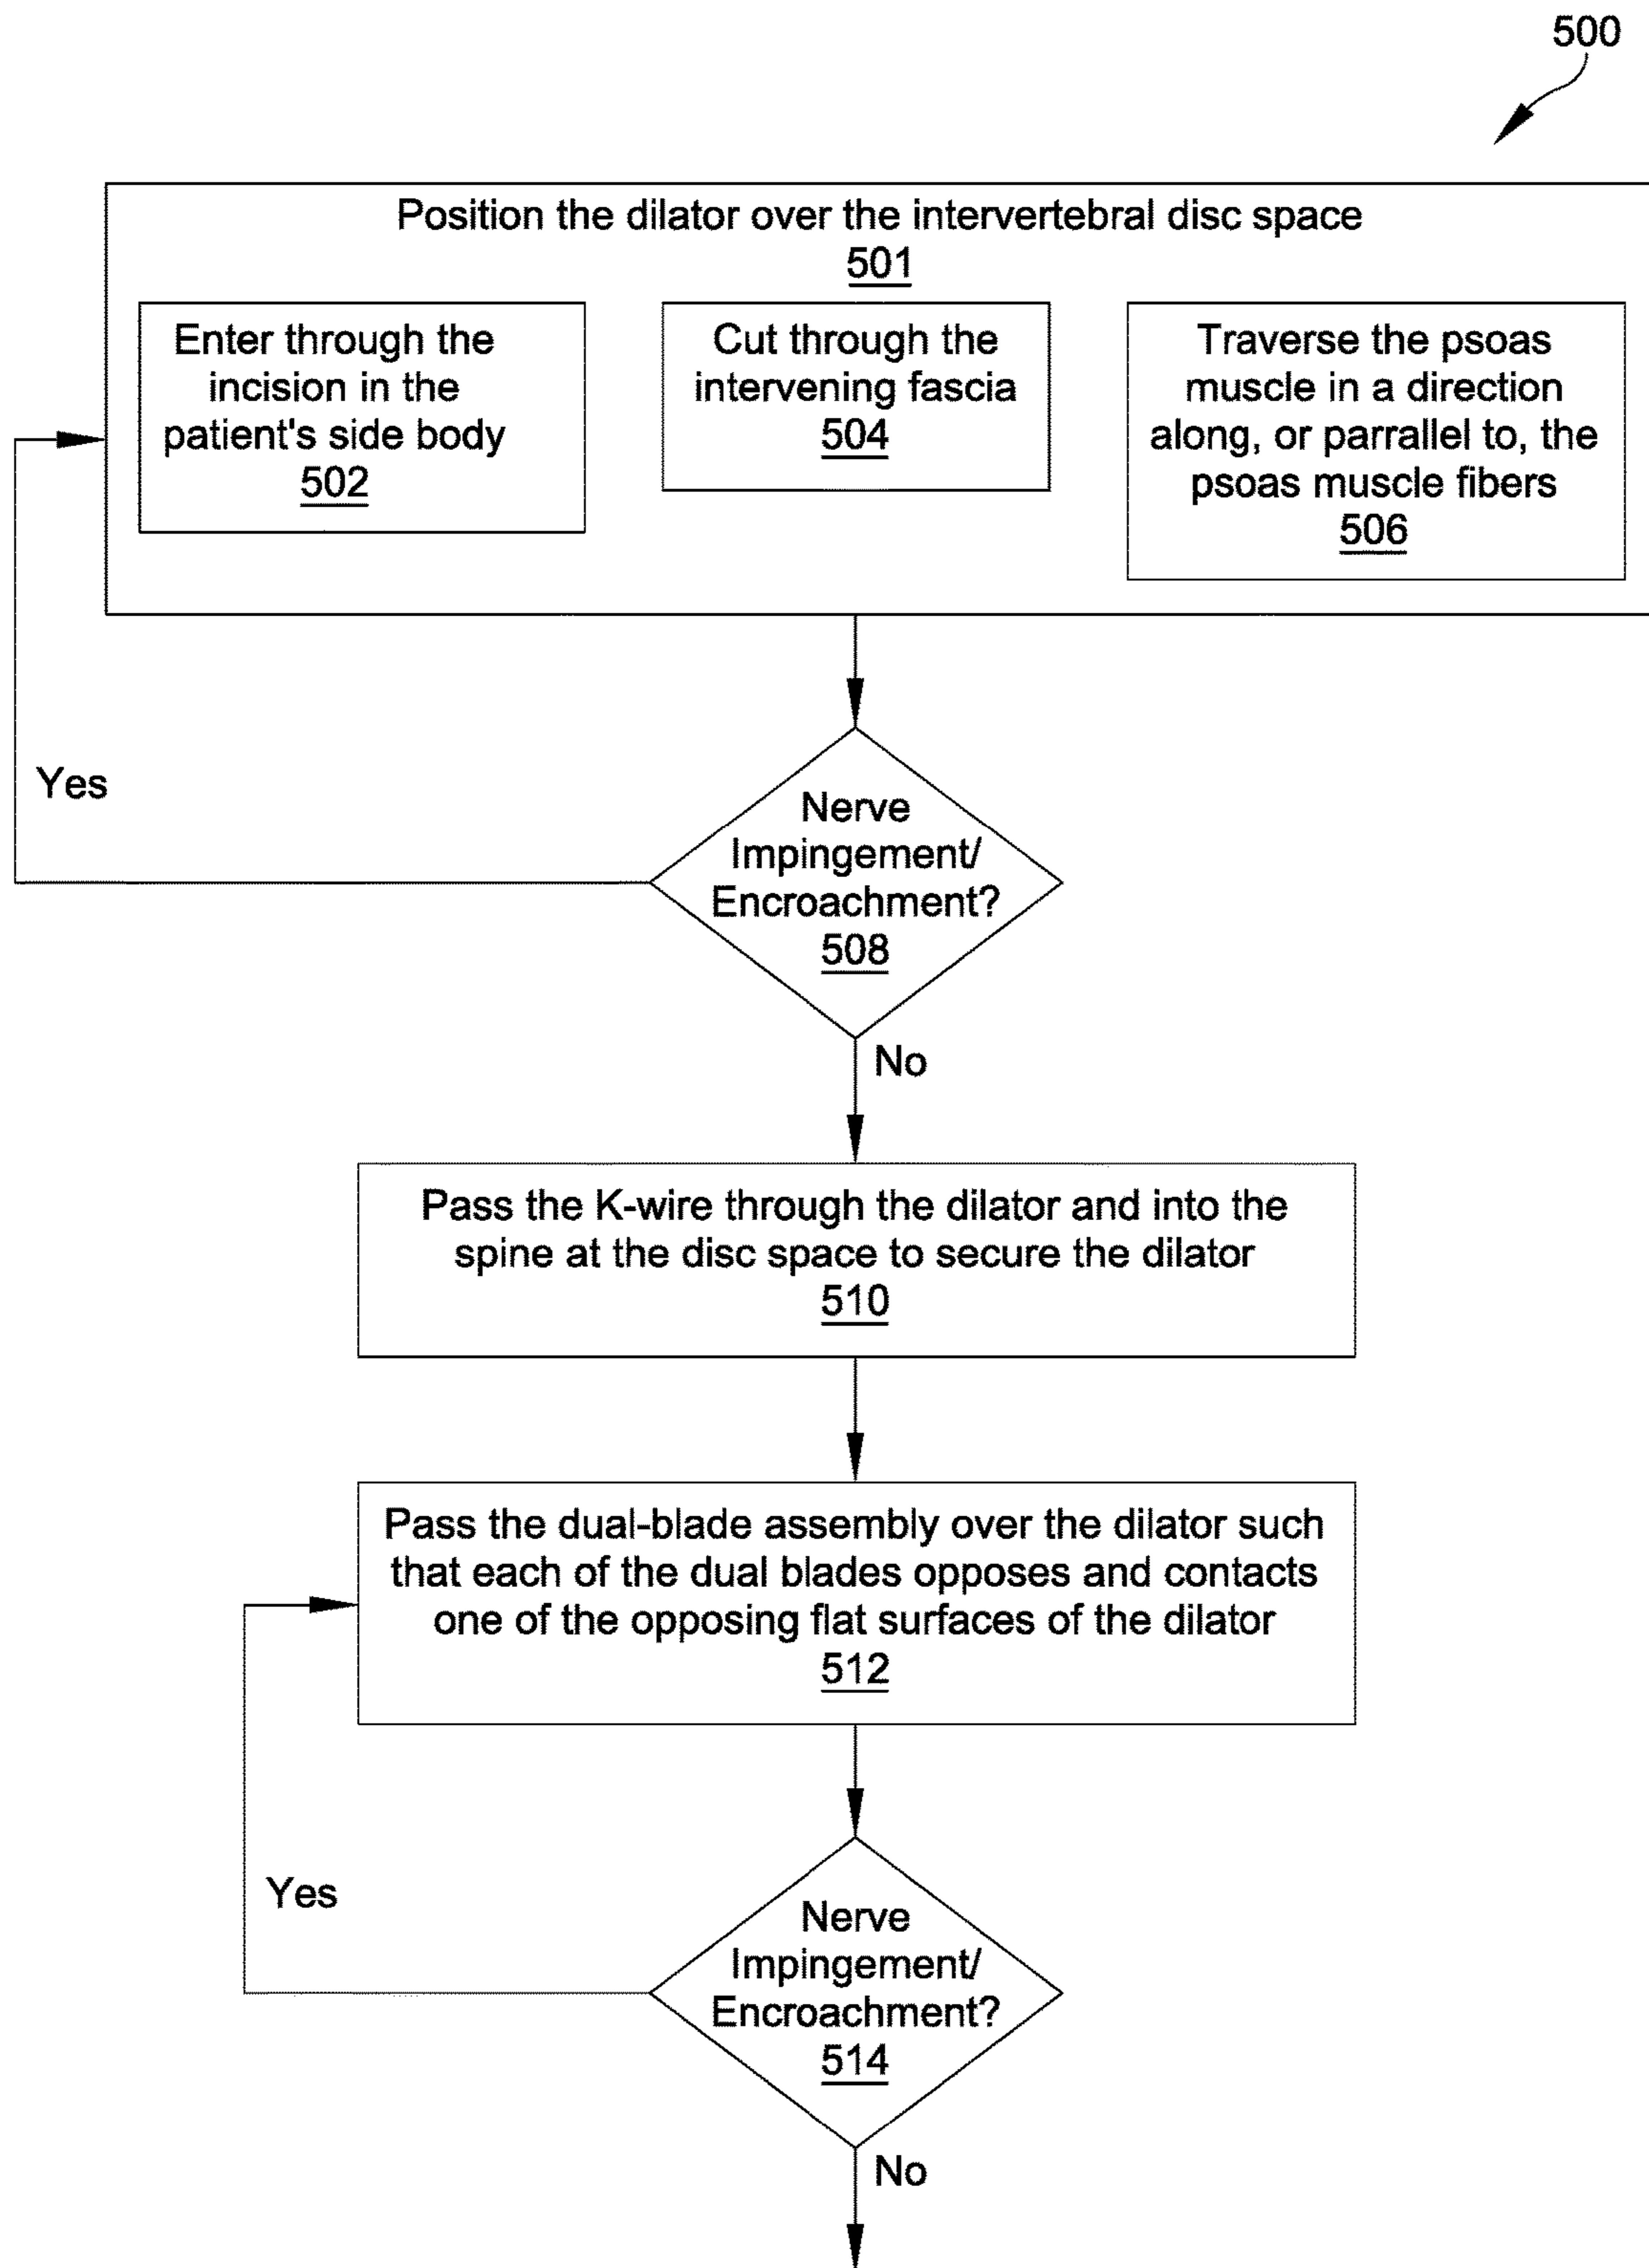 500
Position the dilator over the intervertebral disc space
501
Enter through the
incision in the
patient's side body
502
Cut through the
intervening fascia
504
Traverse the psoas
muscle in a direction
along, or parrallel to, the
psoas muscle fibers
506
Yes
Nerve
Impingement/
Encroachment?
508
No
Pass the K-wire through the dilator and into the
spine at the disc space to secure the dilator
510
Pass the dual-blade assembly over the dilator such
that each of the dual blades opposes and contacts
one of the opposing flat surfaces of the dilator
512
Yes
Nerve
Impingement/
Encroachment?
514
No